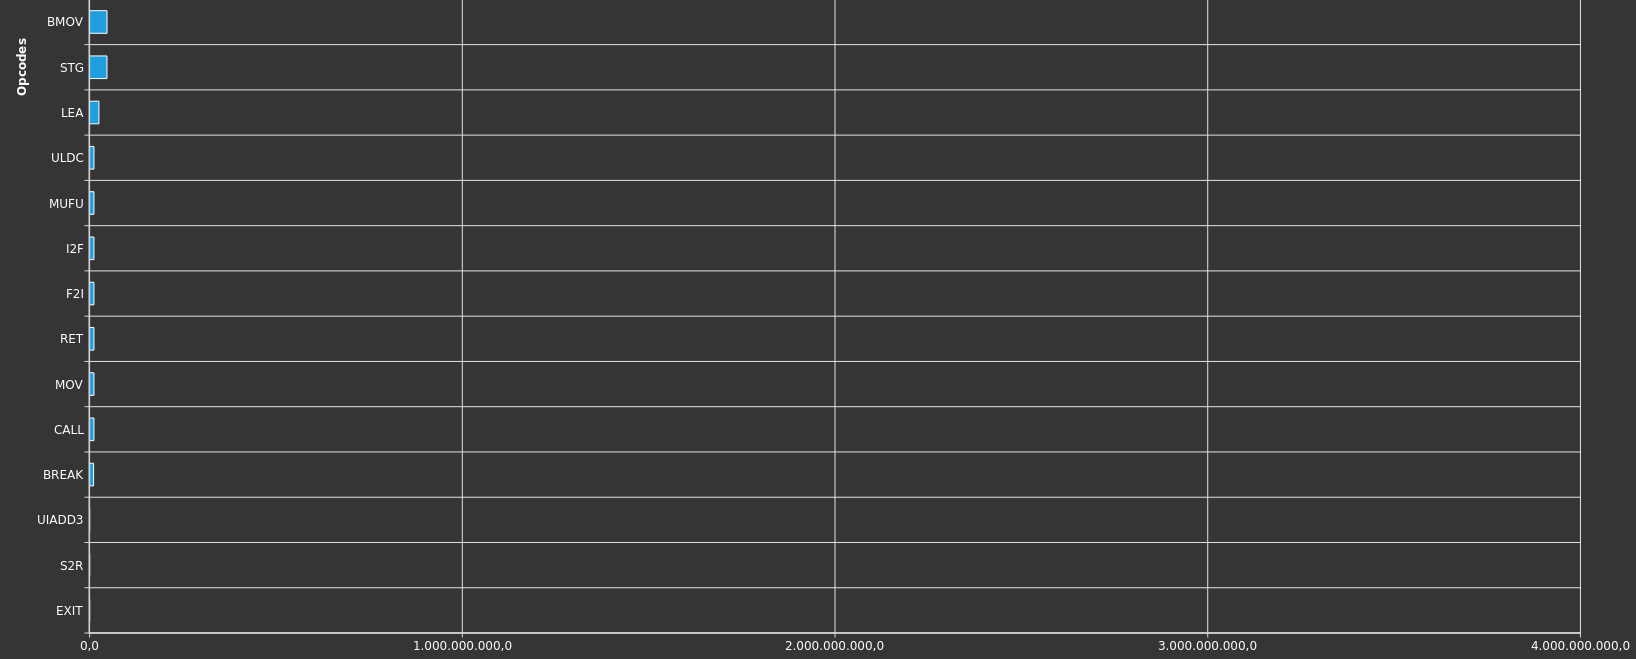 Opcodes
BMOV
STG
LEA
ULDC
MUFU
I2F
F2I
RET
MOV
CALL
BREAK
UIADD3
S2R
EXIT
0,0 1.000.000.000,0 2.000.000.000,0 3.000.000.000,0 4.000.000.000,0